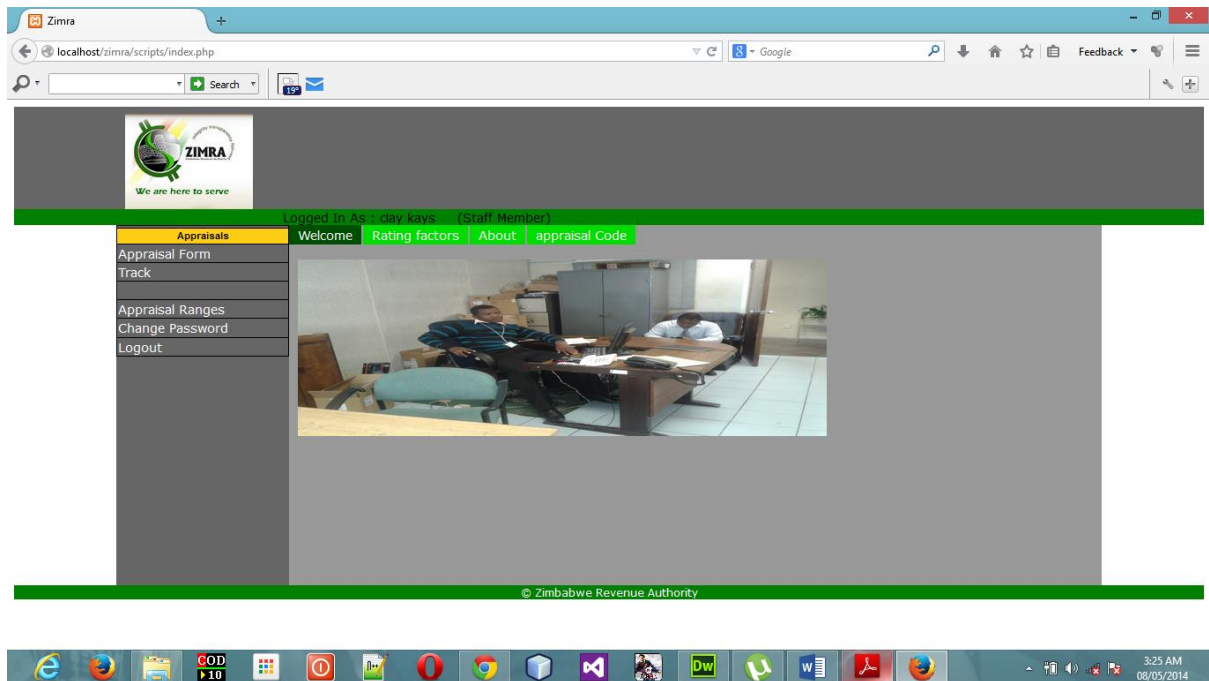 Zimra
localhost/zimra/scripts/index.php
Google
Feedback
Search
19°
ZIMRA
We are here to serve
Logged In As : clay kays (Staff Member)
Appraisals
Welcome Rating factors About appraisal Code
Appraisal Form
Track
Appraisal Ranges
Change Password
Logout
© Zimbabwe Revenue Authority
COD
10
Dw
3:25 AM
08/05/2014